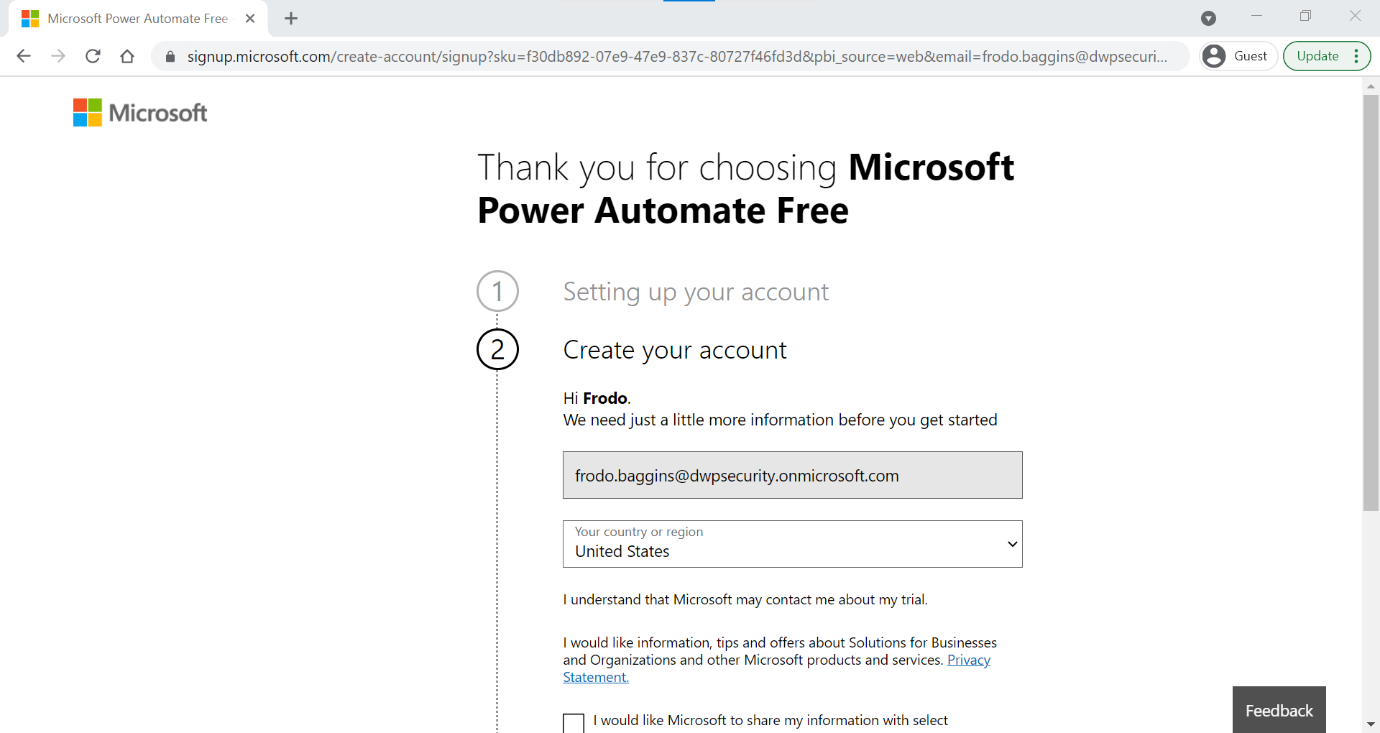 Microsoft Power Automate Free
signup.microsoft.com/create-account/signup?sku=f30db892-07e9-47e9-837c-80727f46fd3d&pbi_source=web&email=frodo.baggins@dwpsecuri...
Guest
Update
Microsoft
Thank you for choosing Microsoft
Power Automate Free
1
Setting up your account
2
Create your account
Hi Frodo.
We need just a little more information before you get started
frodo.baggins@dwpsecurity.onmicrosoft.com
Your country or region
United States
I understand that Microsoft may contact me about my trial.
I would like information, tips and offers about Solutions for Businesses
and Organizations and other Microsoft products and services. Privacy
Statement.
I would like Microsoft to share my information with select
Feedback